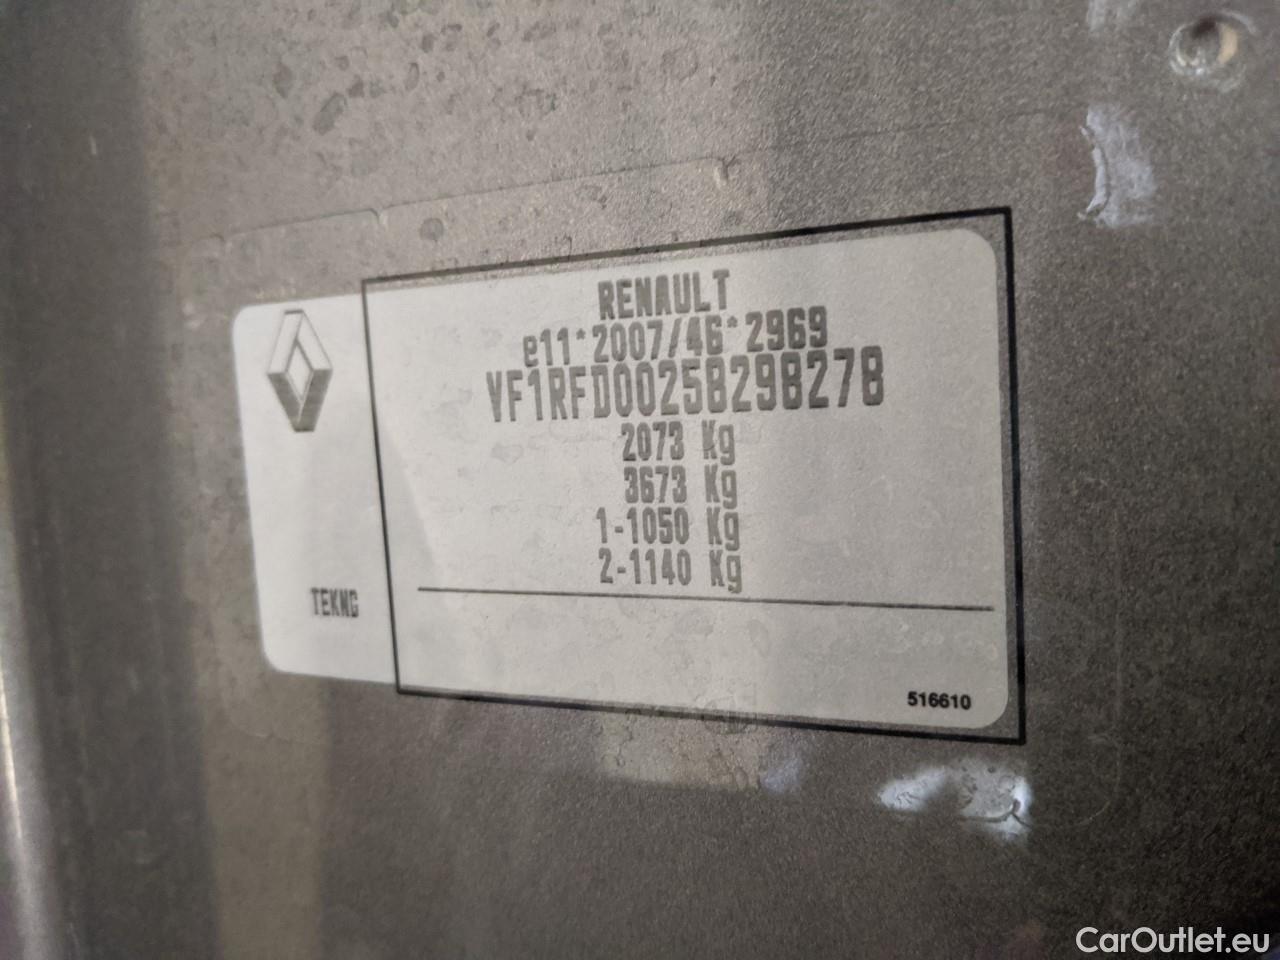 RENAULT
e11*2007/46*2969
VF1RFD00258298278
2073 Kg
3673 Kg
1-1050 Kg
2-1140 Kg
TEKNG
516610
CarOutlet.eu